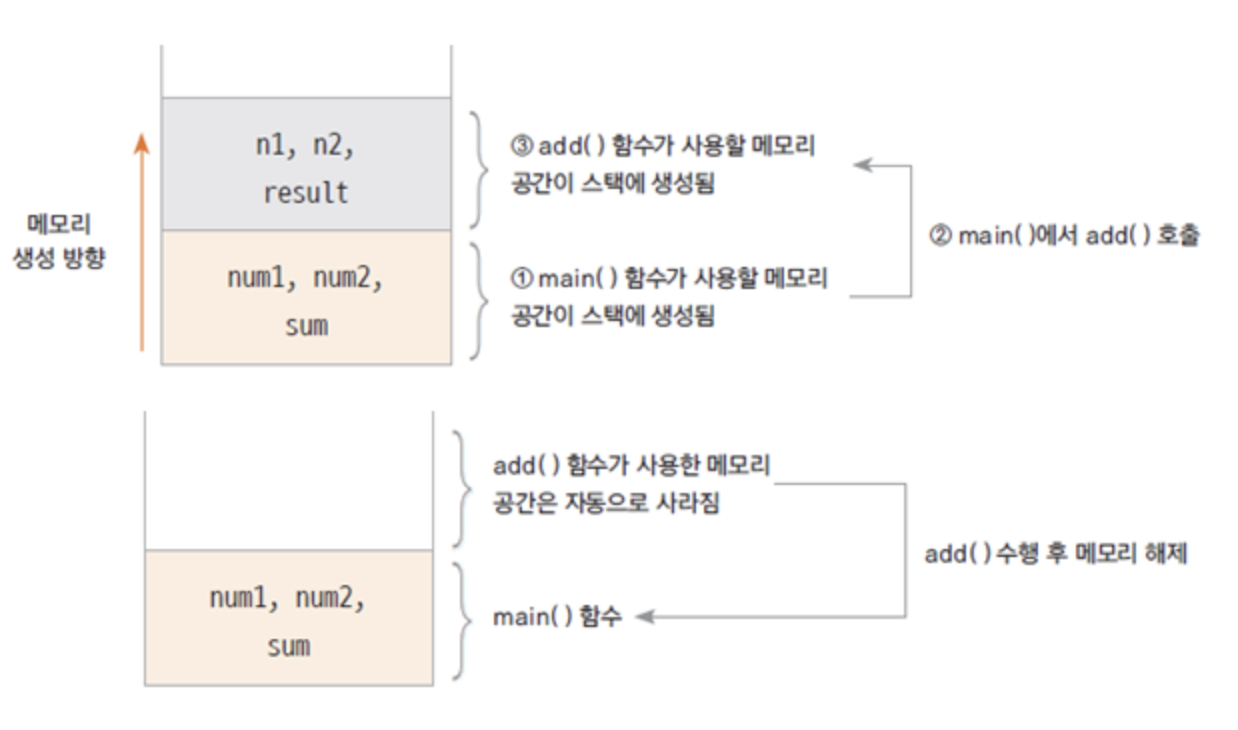 n1, n2,
result
③ add( ) 함수가 사용할 메모리
공간이 스택에 생성됨
메모리
생성 방향
② main( )에서 add( ) 호출
num1, num2,
sum
① main( ) 함수가 사용할 메모리
공간이 스택에 생성됨
add( ) 함수가 사용한 메모리
공간은 자동으로 사라짐
add( ) 수행 후 메모리 해제
num1, num2,
sum
main( ) 함수